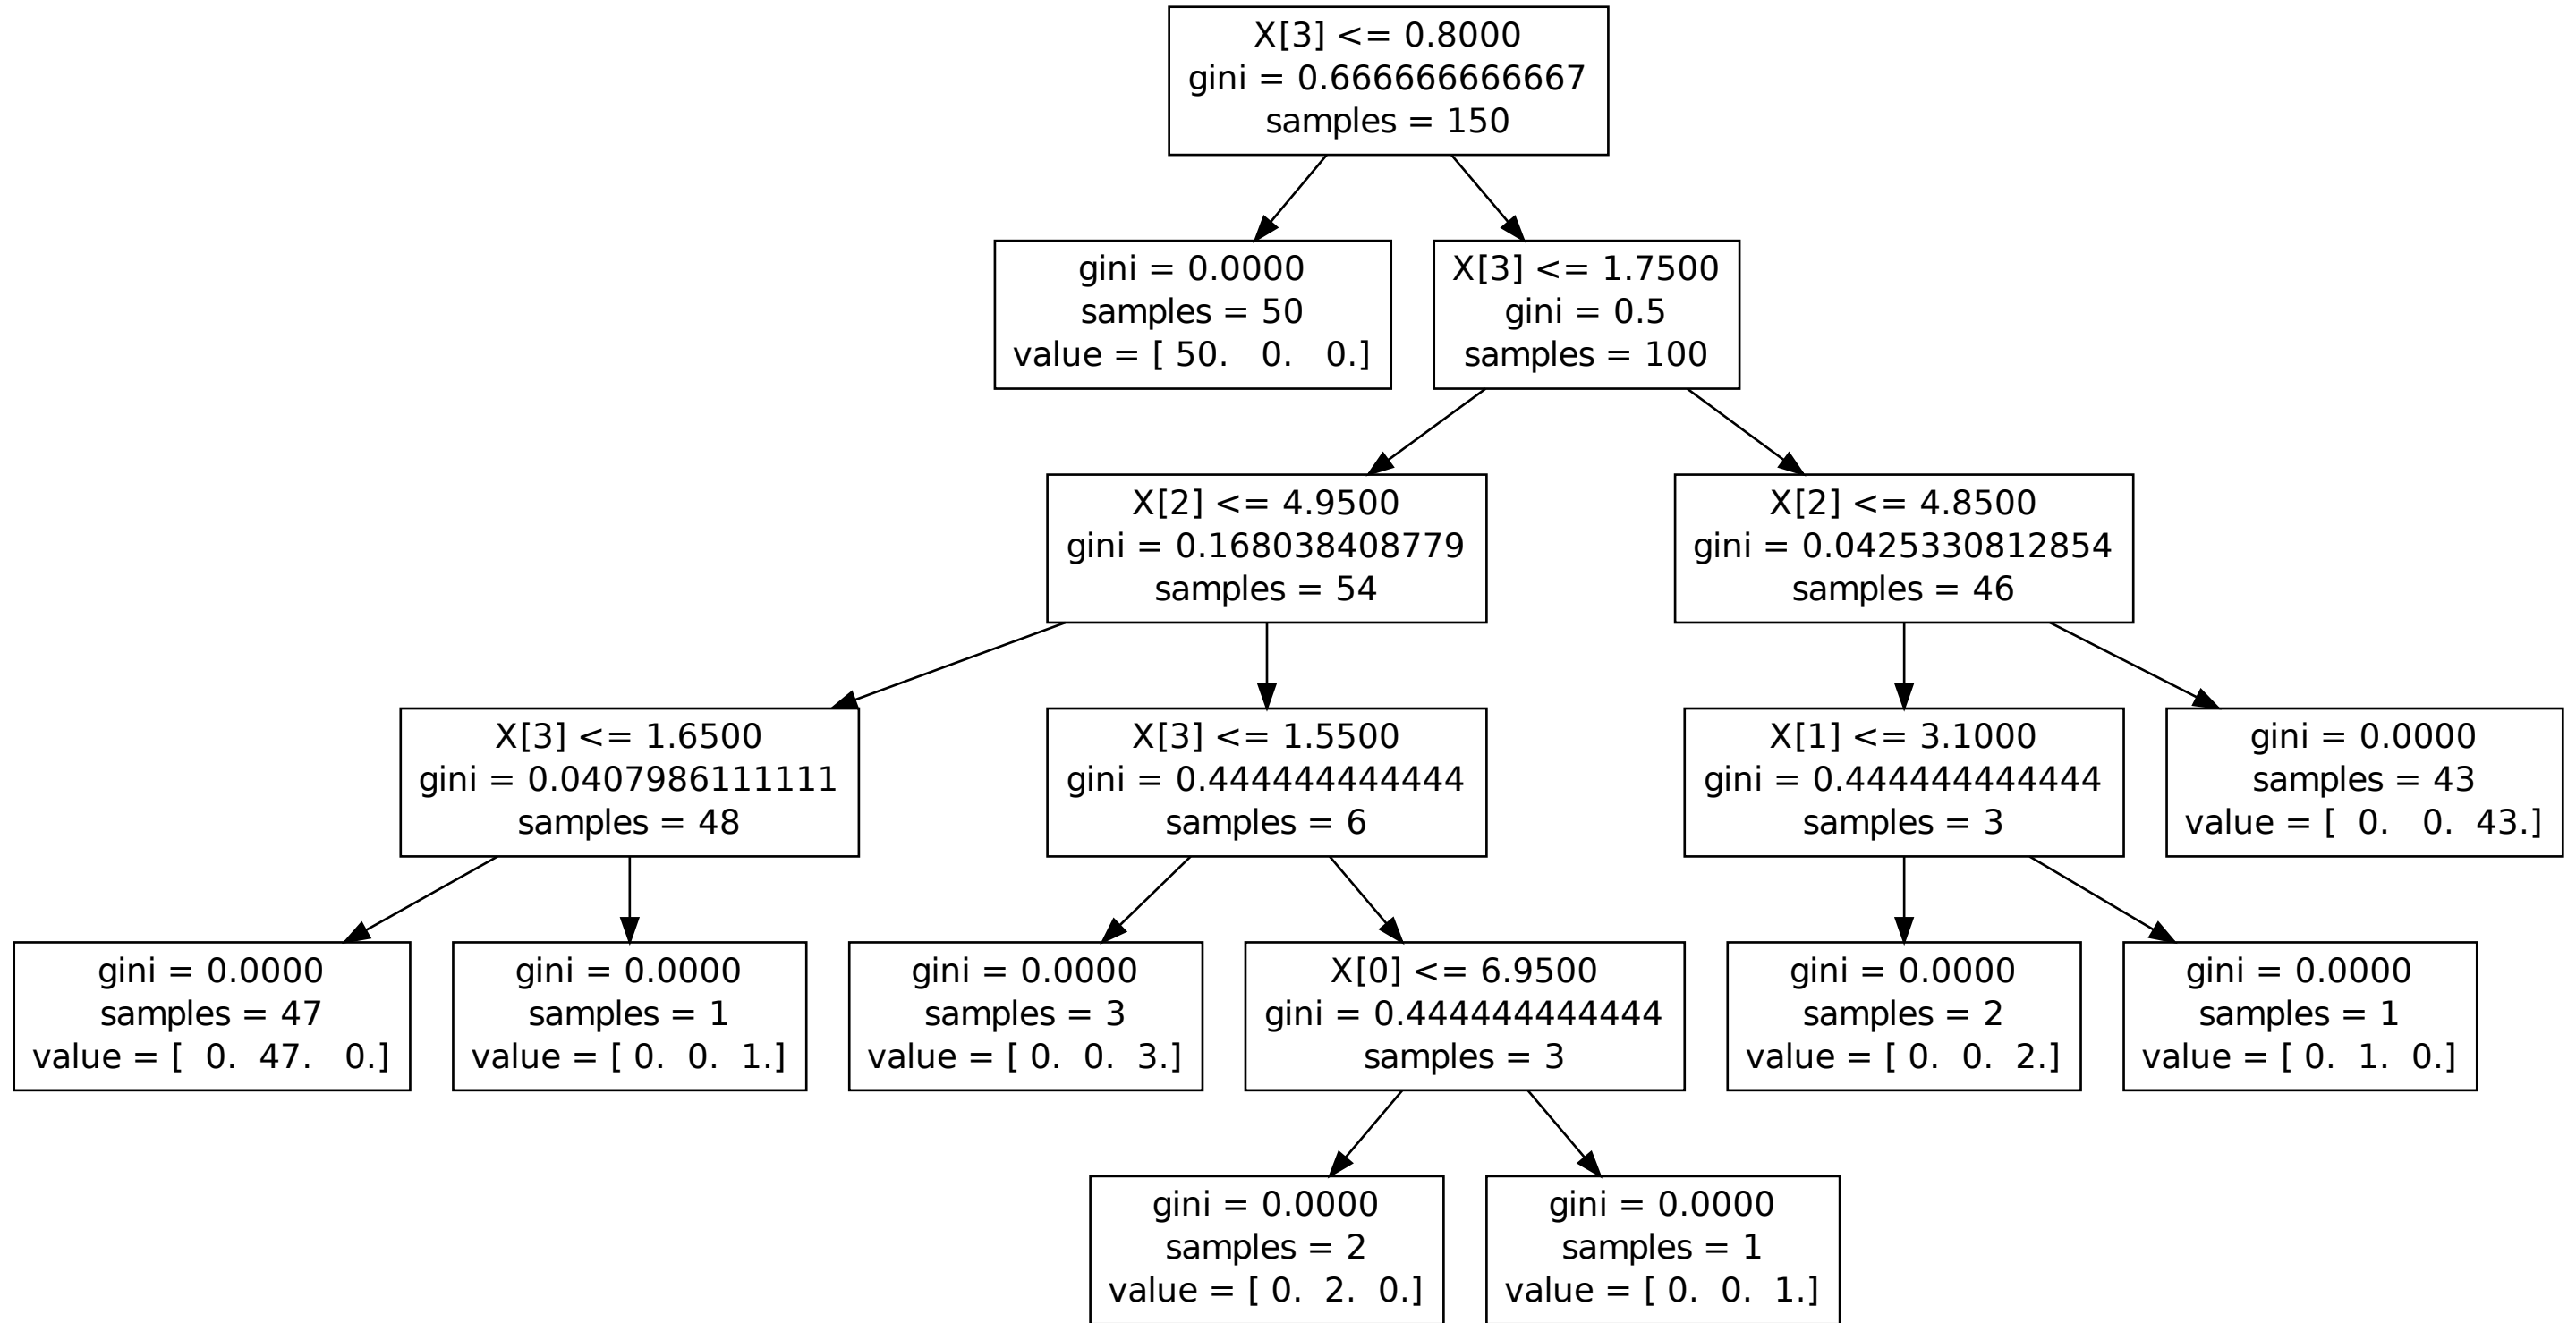 X[3] <= 0.8000
gini = 0.666666666667
samples = 150
gini = 0.0000
samples = 50
value = [ 50.   0.   0.]
X[3] <= 1.7500
gini = 0.5
samples = 100
X[2] <= 4.9500
gini = 0.168038408779
samples = 54
X[2] <= 4.8500
gini = 0.0425330812854
samples = 46
X[3] <= 1.6500
gini = 0.0407986111111
samples = 48
X[3] <= 1.5500
gini = 0.444444444444
samples = 6
X[1] <= 3.1000
gini = 0.444444444444
samples = 3
gini = 0.0000
samples = 43
value = [  0.   0.  43.]
gini = 0.0000
samples = 47
value = [  0.  47.   0.]
gini = 0.0000
samples = 1
value = [ 0.  0.  1.]
gini = 0.0000
samples = 3
value = [ 0.  0.  3.]
X[0] <= 6.9500
gini = 0.444444444444
samples = 3
gini = 0.0000
samples = 2
value = [ 0.  0.  2.]
gini = 0.0000
samples = 1
value = [ 0.  1.  0.]
gini = 0.0000
samples = 2
value = [ 0.  2.  0.]
gini = 0.0000
samples = 1
value = [ 0.  0.  1.]